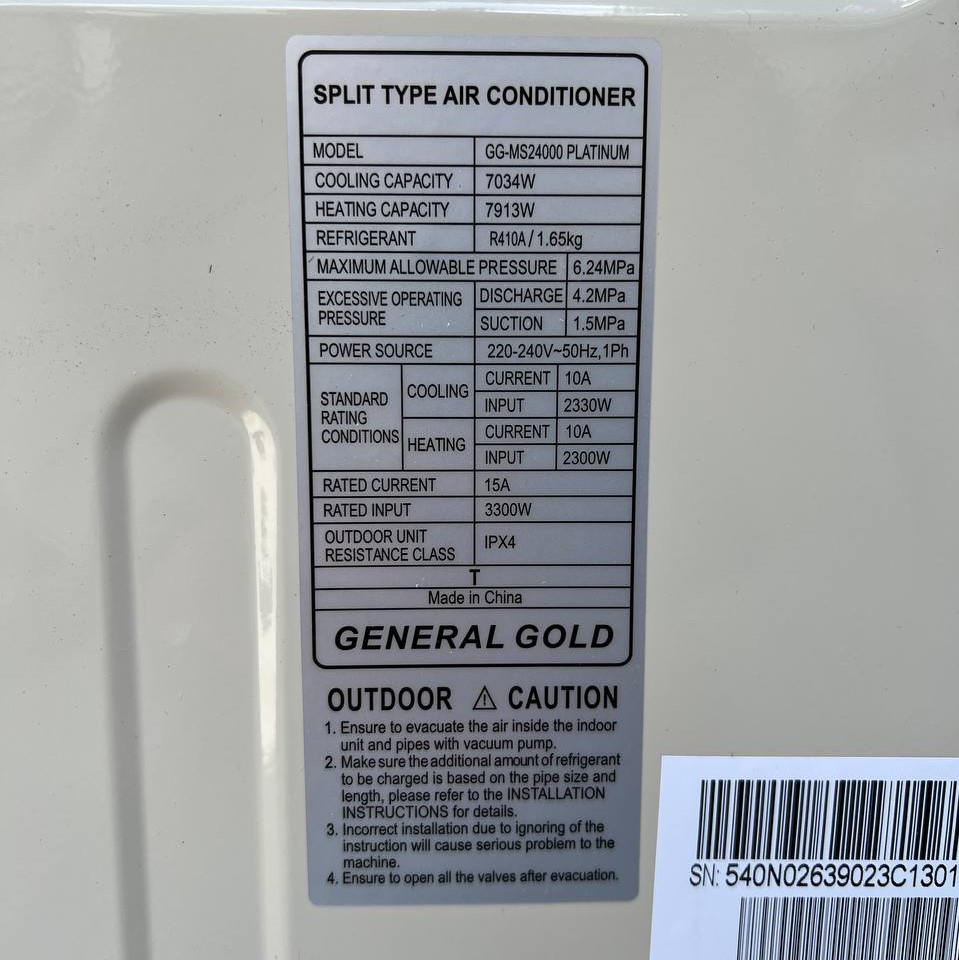 SPLIT TYPE AIR CONDITIONER
MODEL GG-MS24000 PLATINUM
COOLING CAPACITY 7034W
HEATING CAPACITY 7913W
REFRIGERANT R410A/1.65kg
MAXIMUM ALLOWABLE PRESSURE 6.24MPa
EXCESSIVE OPERATING PRESSURE DISCHARGE 4.2MPa
SUCTION 1.5MPa
POWER SOURCE 220-240V~50Hz,1Ph
STANDARD RATING CONDITIONS COOLING CURRENT 10A
INPUT 2330W
HEATING CURRENT 10A
INPUT 2300W
RATED CURRENT 15A
RATED INPUT 3300W
OUTDOOR UNIT RESISTANCE CLASS IPX4
T
Made in China
GENERAL GOLD
OUTDOOR ⚠ CAUTION
1. Ensure to evacuate the air inside the indoor
unit and pipes with vacuum pump.
2. Make sure the additional amount of refrigerant
to be charged is based on the pipe size and
length, please refer to the INSTALLATION
INSTRUCTIONS for details.
3. Incorrect installation due to ignoring of the
instruction will cause serious problem to the
machine.
4. Ensure to open all the valves after evacuation.
SN: 540N02639023C1301